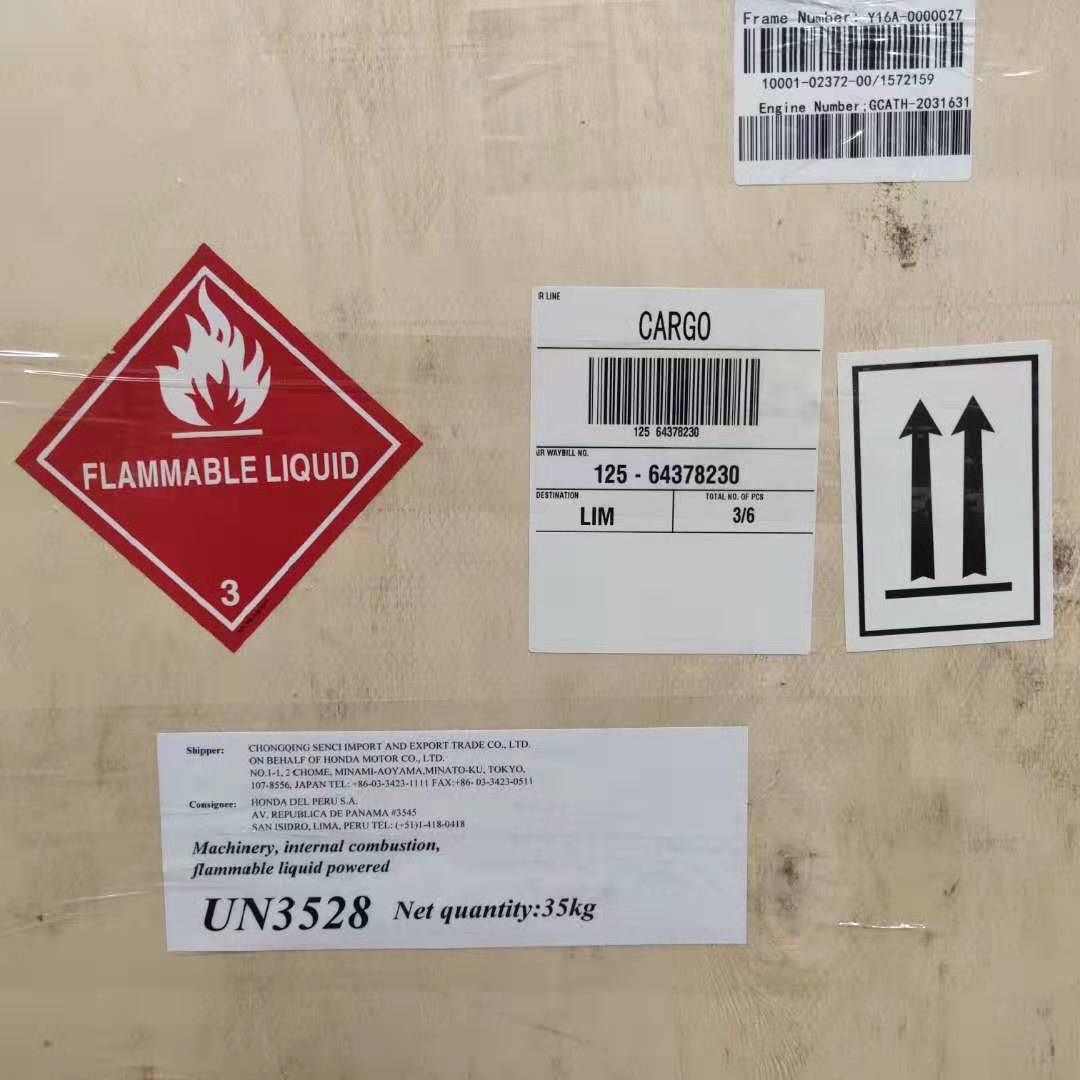 Frame Number: Y16A-0000027
10001-02372-00/1572159
Engine Number:GCATH-2031631
FLAMMABLE LIQUID
3
IR LINE
CARGO
125 64378230
AIR WAYBILL NO.
125 - 64378230
DESTINATION
LIM
TOTAL NO. OF PCS
3/6
Shipper: CHONGQING SENCI IMPORT AND EXPORT TRADE CO., LTD.
ON BEHALF OF HONDA MOTOR CO., LTD.
NO.1-1, 2 CHOME, MINAMI-AOYAMA,MINATO-KU, TOKYO,
107-8556, JAPAN TEL: +86-03-3423-1111 FAX:+86- 03-3423-0511
Consignee: HONDA DEL PERU S.A.
AV. REPUBLICA DE PANAMA #3545
SAN ISIDRO, LIMA, PERU TEL: (+51)1-418-0418
Machinery, internal combustion,
flammable liquid powered
UN3528 Net quantity:35kg